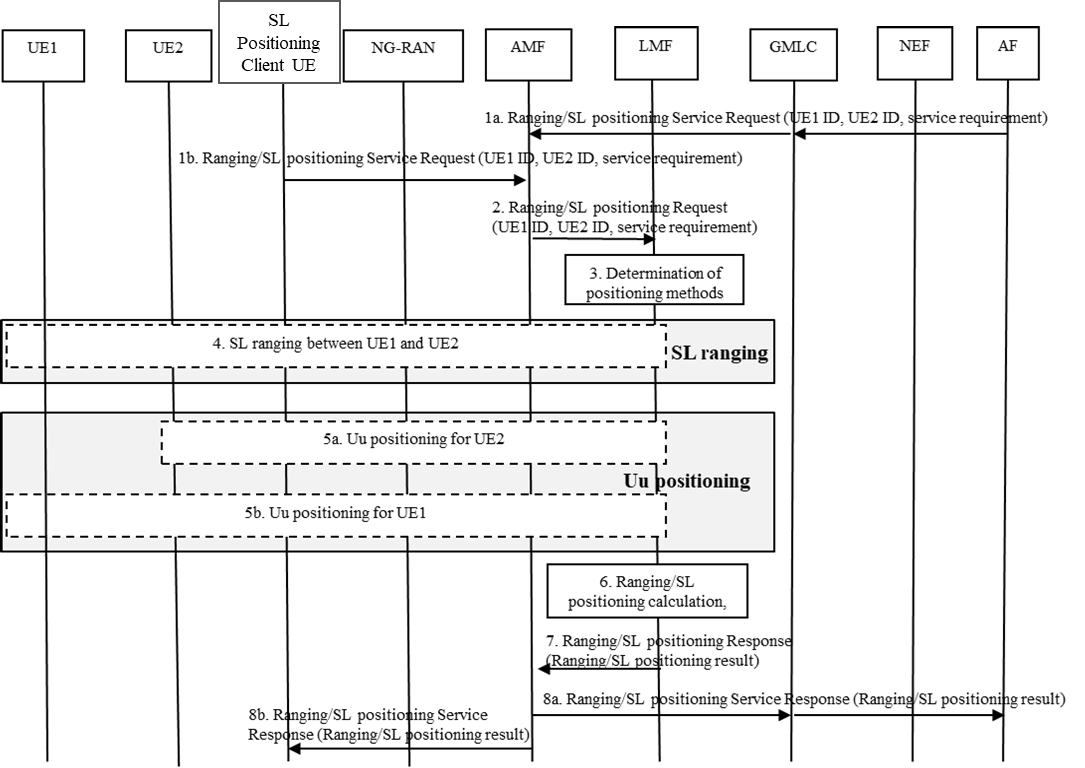 UE1
UE2
SL
Positioning
Client UE
NG-RAN
AMF
LMF
GMLC
NEF
AF
1a. Ranging/SL positioning Service Request (UE1 ID, UE2 ID, service requirement)
1b. Ranging/SL positioning Service Request (UE1 ID, UE2 ID, service requirement)
2. Ranging/SL positioning Request
(UE1 ID, UE2 ID, service requirement)
3. Determination of
positioning methods
4. SL ranging between UE1 and UE2
SL ranging
5a. Uu positioning for UE2
Uu positioning
5b. Uu positioning for UE1
6. Ranging/SL
positioning calculation,
7. Ranging/SL positioning Response
(Ranging/SL positioning result)
8a. Ranging/SL positioning Service Response (Ranging/SL positioning result)
8b. Ranging/SL positioning Service
Response (Ranging/SL positioning result)